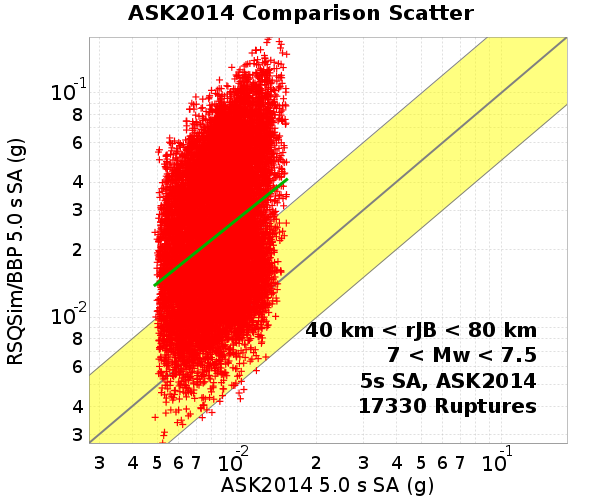 ASK2014 Comparison Scatter
RSQSim/BBP 5.0 s SA (g)
10-1
8
6
4
3
2
10-2
8
6
4
3
40 km < rJB < 80 km
7 < Mw < 7.5
5s SA, ASK2014
17330 Ruptures
3 4 5 6 7 10-2 2 3 4 5 6 7 10-1
ASK2014 5.0 s SA (g)